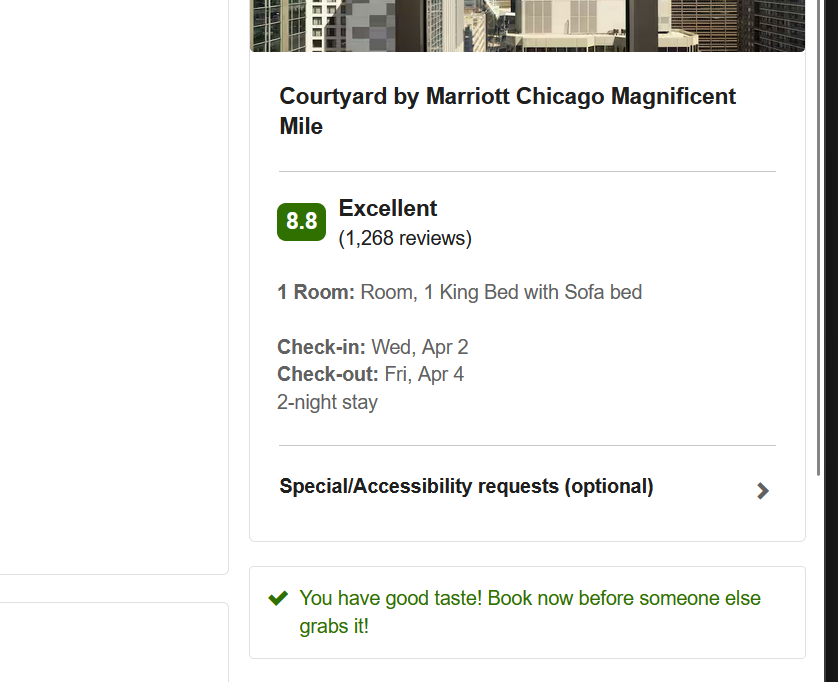 Courtyard by Marriott Chicago Magnificent
Mile
8.8
Excellent
(1,268 reviews)
1 Room: Room, 1 King Bed with Sofa bed
Check-in: Wed, Apr 2
Check-out: Fri, Apr 4
2-night stay
Special/Accessibility requests (optional)
You have good taste! Book now before someone else
grabs it!